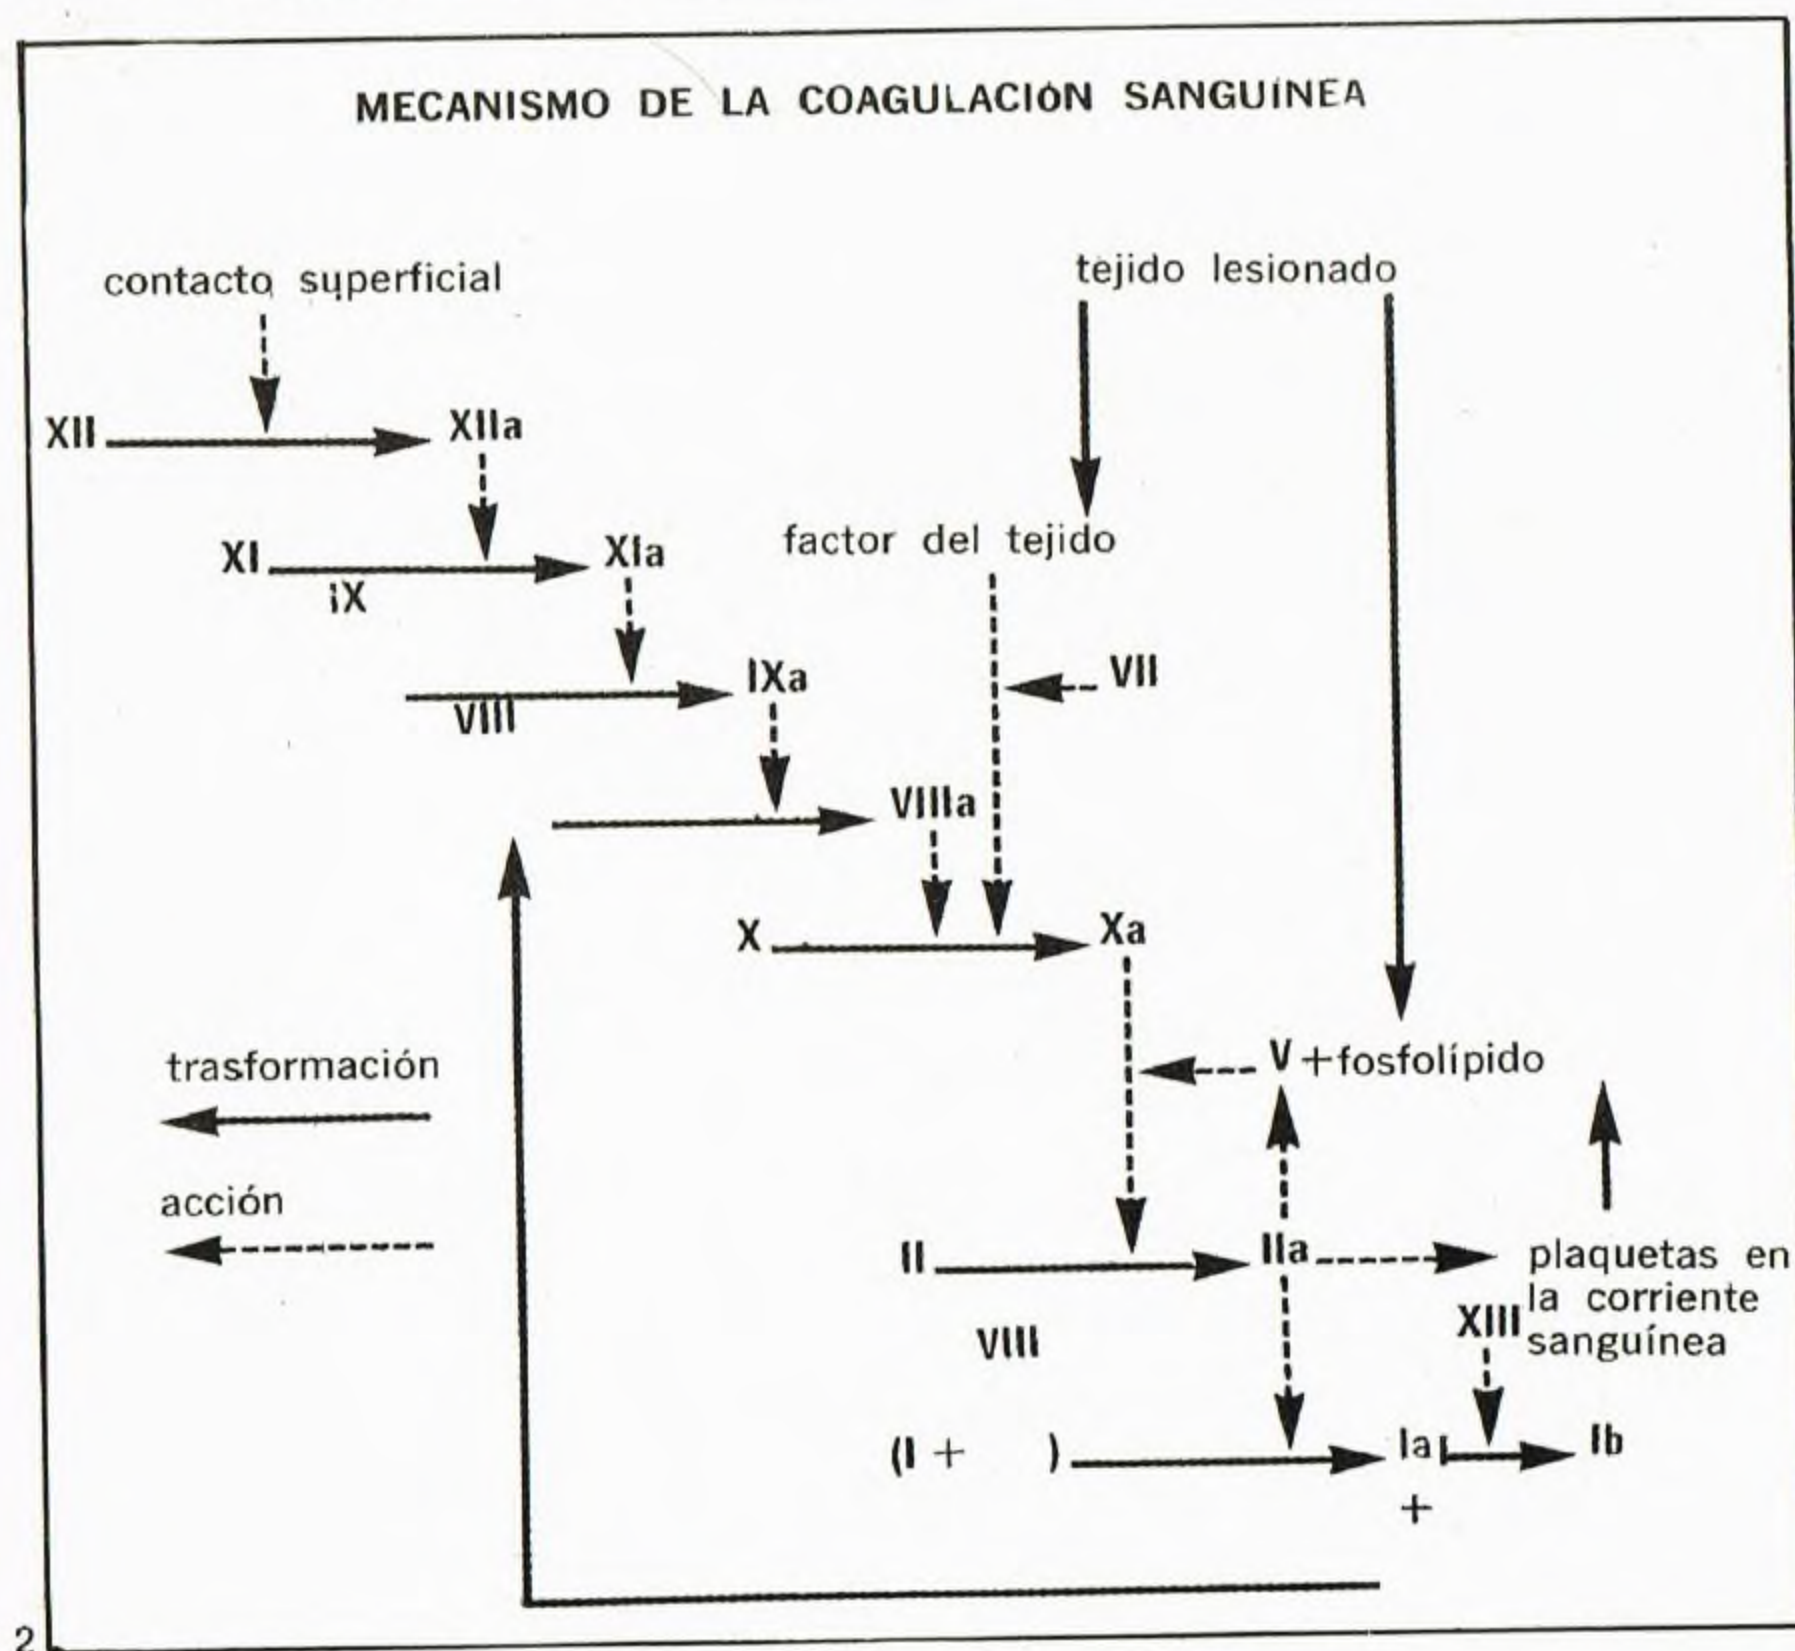 MECANISMO DE LA COAGULACIÓN SANGUÍNEA
contacto superficial
tejido lesionado
XII
XIIa
XI
XIa
factor del tejido
iX
IXa
VII
VIII
VIIIa
X
Xa
trasformación
V +fosfolípido
acción
II
IIa
plaquetas en
la corriente
sanguínea
XIII
VIII
(I + )
Ia
Ib
+
2